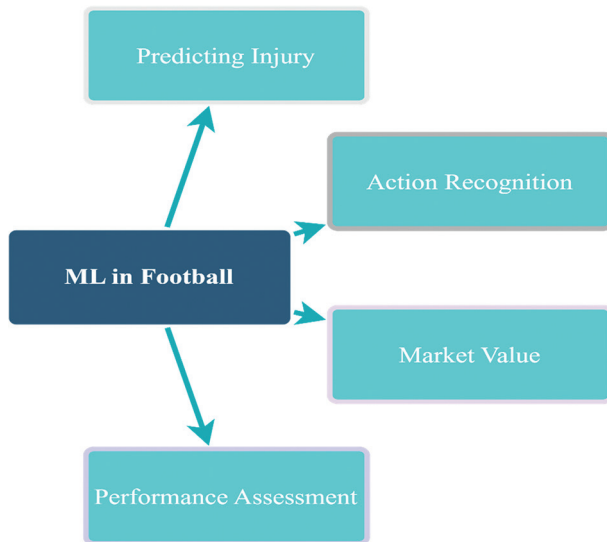 Predicting Injury
Action Recognition
ML in Football
Market Value
Performance Assessment